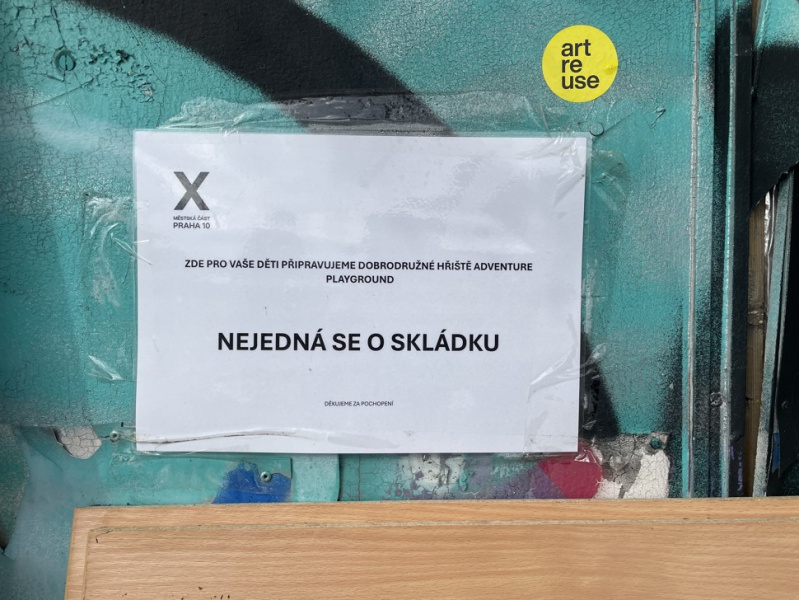 art
re
use
X
MĚSTSKÁ ČÁST
PRAHA 10
ZDE PRO VAŠE DĚTI PŘIPRAVUJEME DOBRODRUŽNÉ HŘIŠTĚ ADVENTURE
PLAYGROUND
NEJEDNÁ SE O SKLÁDKU
DĚKUJEME ZA POCHOPENÍ